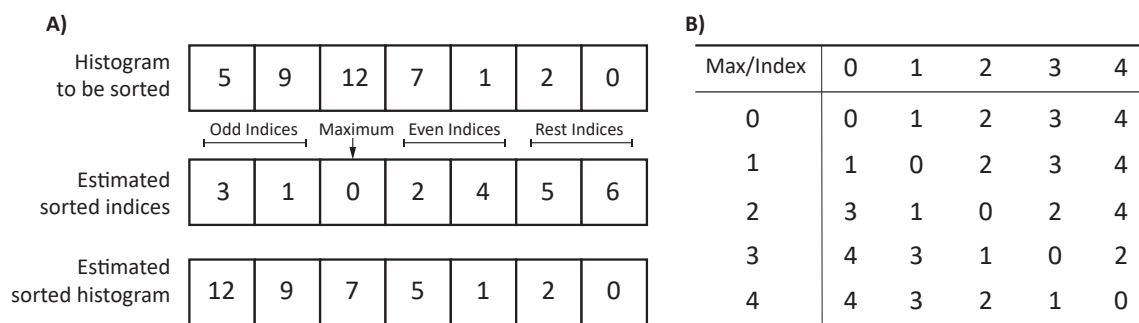 A)
Histogram
to be sorted
5 9 12 7 1 2 0
Odd Indices Maximum Even Indices Rest Indices
Estimated
sorted indices
3 1 0 2 4 5 6
Estimated
sorted histogram
12 9 7 5 1 2 0
B)
Max/Index 0 1 2 3 4
0 0 1 2 3 4
1 1 0 2 3 4
2 3 1 0 2 4
3 4 3 1 0 2
4 4 3 2 1 0